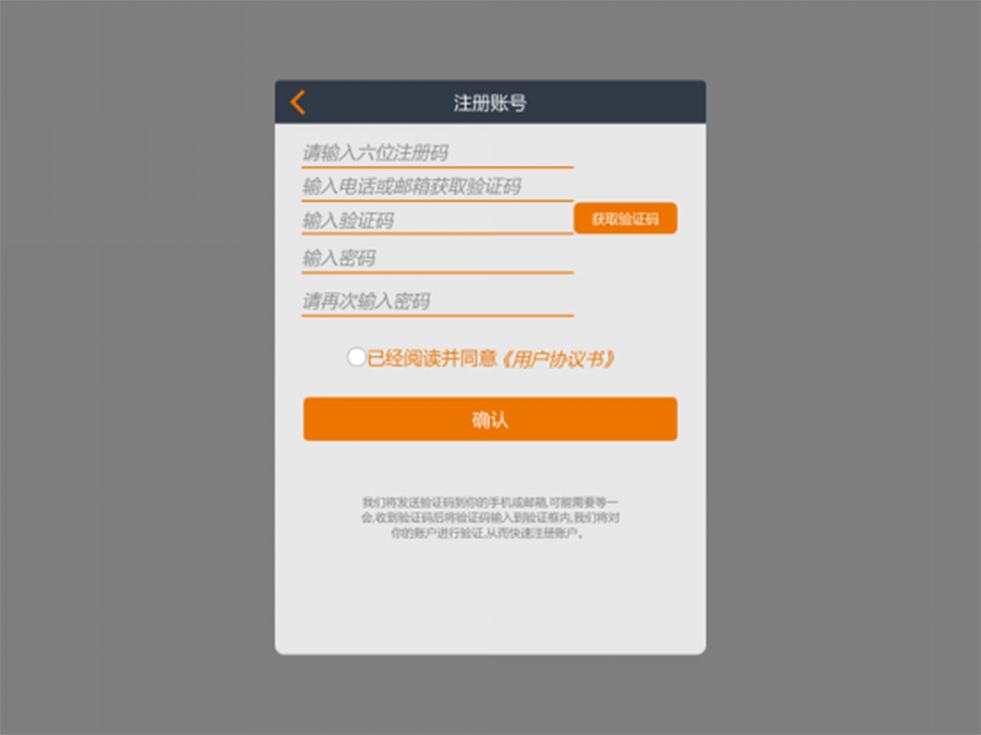 注册账号
请输入六位注册码
输入电话或邮箱获取验证码
输入验证码
获取验证码
输入密码
请再次输入密码
已经阅读并同意《用户协议书》
确认
我们将发送验证码到你的手机或邮箱,可能需要等一
会,收到验证码后将验证码输入到验证框内,我们将对
你的账户进行验证,从而快速注册账户。